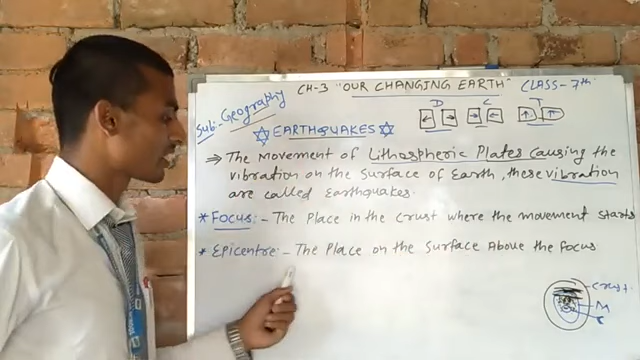 CH-3 "OUR CHANGING EARTH" CLASS-7th
Sub:- Geography
D C T
EARTHQUAKES
⇒ The Movement of Lithospheric Plates Causing the
vibration on the Surface of Earth, these vibration
are called Earthquakes.
* Focus:- The Place in the Crust where the movement starts
* Epicentre:- The Place on the Surface Above the Focus
Crust
M
C